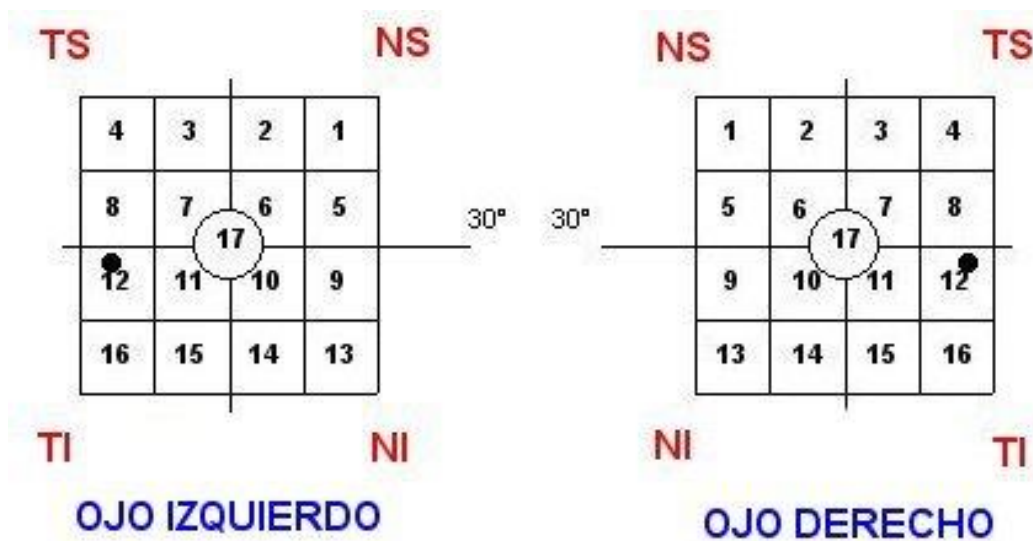 TS NS NS TS
4 3 2 1 1 2 3 4
8 7 6 5 30° 30° 5 6 7 8
17 17
12 11 10 9 9 10 11 12
16 15 14 13 13 14 15 16
TI NI NI TI
OJO IZQUIERDO OJO DERECHO